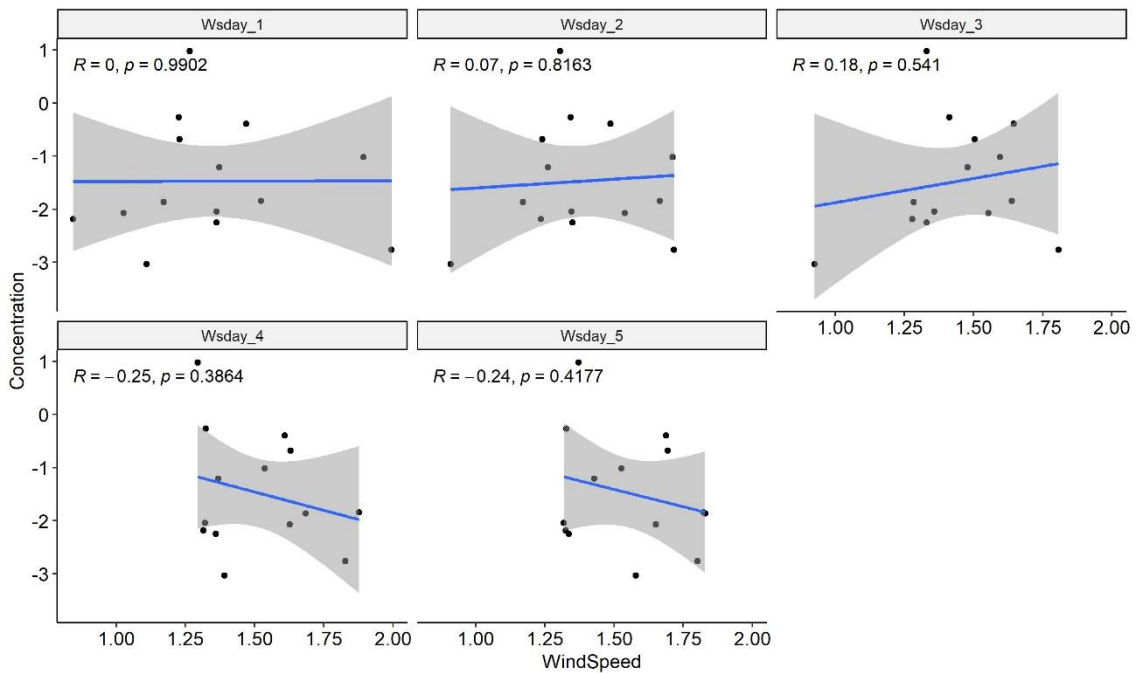 Wsday_1
Wsday_2
Wsday_3
R = 0, p = 0.9902
R = 0.07, p = 0.8163
R = 0.18, p = 0.541
1
0
-1
-2
-3
1.00 1.25 1.50 1.75 2.00
Wsday_4
Wsday_5
R = −0.25, p = 0.3864
R = −0.24, p = 0.4177
1
0
-1
-2
-3
1.00 1.25 1.50 1.75 2.00
1.00 1.25 1.50 1.75 2.00
Concentration
WindSpeed